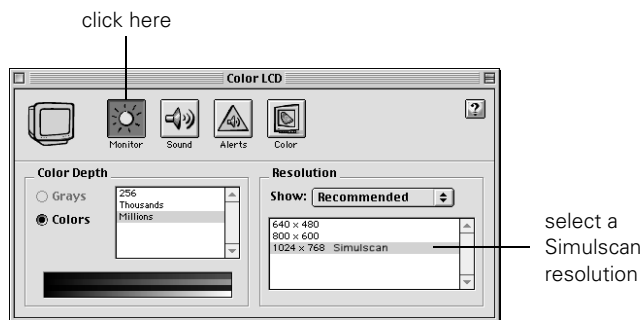 click here
Color LCD
Monitor Sound Alerts Color
?
Color Depth
Grays
Colors
256
Thousands
Millions
Resolution
Show: Recommended
640 x 480
800 x 600
1024 x 768 Simulscan
select a
Simulscan
resolution